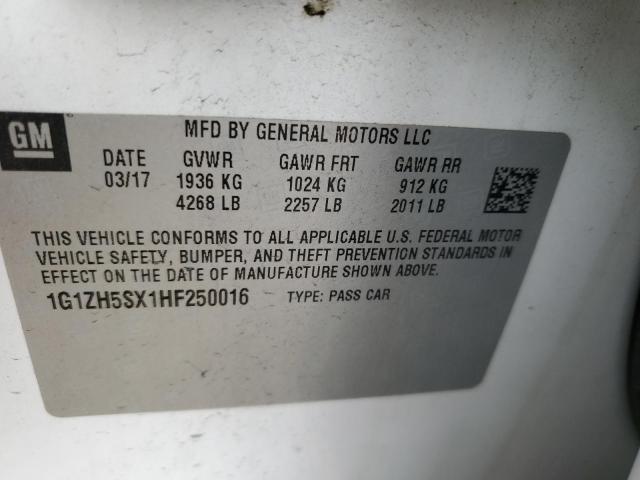 GM
MFD BY GENERAL MOTORS LLC
DATE GVWR GAWR FRT GAWR RR
03/17 1936 KG 1024 KG 912 KG
4268 LB 2257 LB 2011 LB
THIS VEHICLE CONFORMS TO ALL APPLICABLE U.S. FEDERAL MOTOR
VEHICLE SAFETY, BUMPER, AND THEFT PREVENTION STANDARDS IN
EFFECT ON THE DATE OF MANUFACTURE SHOWN ABOVE.
1G1ZH5SX1HF250016 TYPE: PASS CAR